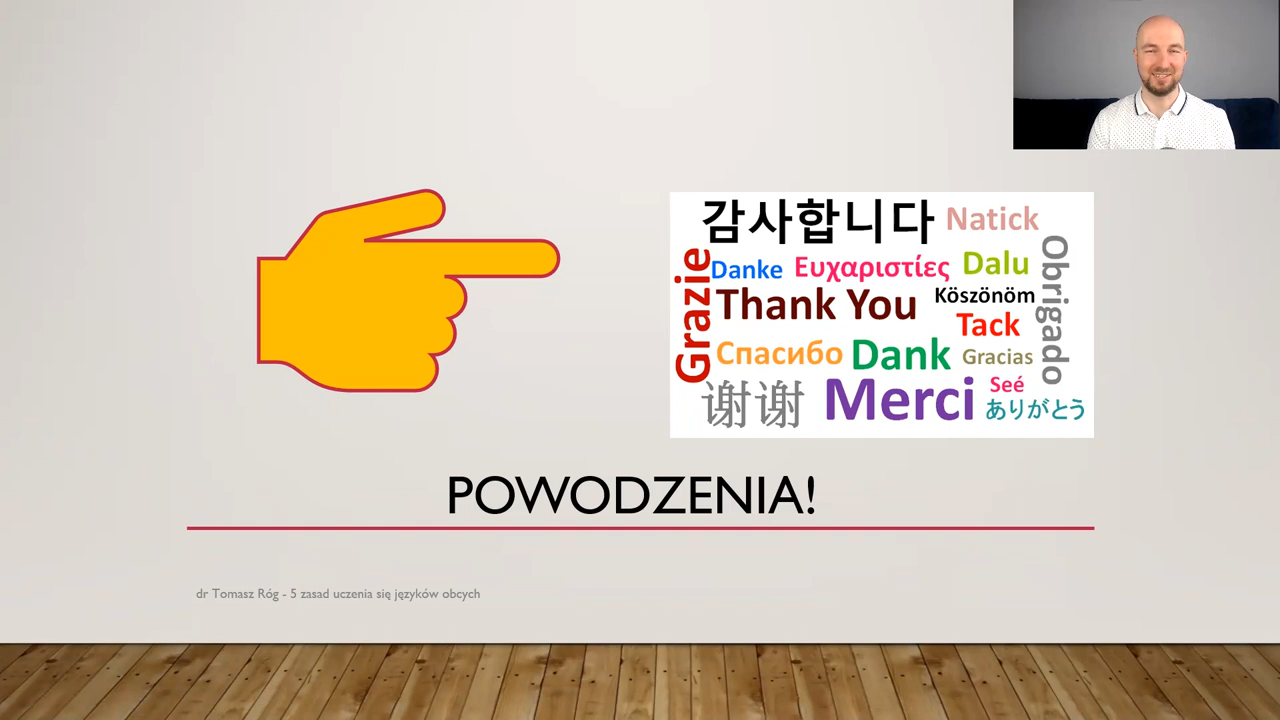 감사합니다
Natick
Grazie
Danke
Ευχαριστίες
Dalu
Obrigado
Thank You
Köszönöm
Tack
Спасибо
Dank
Gracias
谢谢
Merci
Seé
ありがとう
POWODZENIA!
dr Tomasz Róg - 5 zasad uczenia się języków obcych